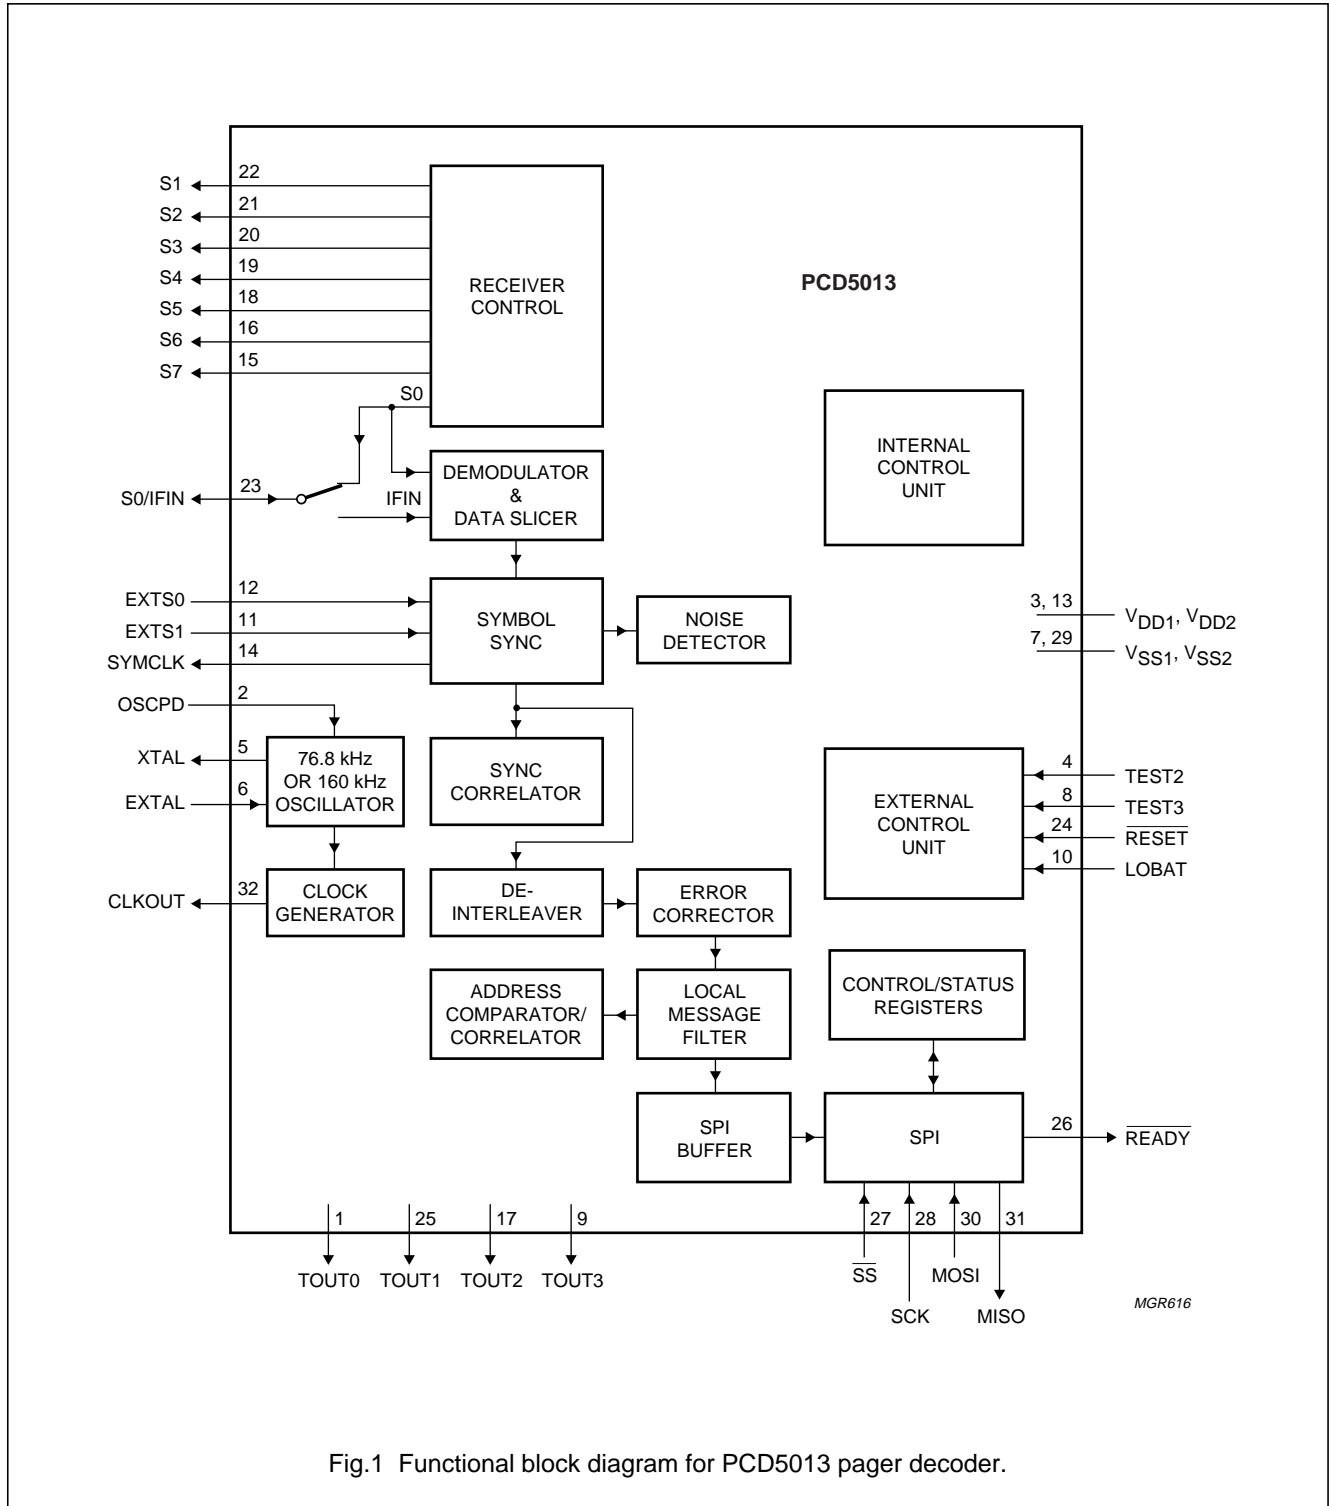 S1
22
S2
21
S3
20
S4
19
S5
18
S6
16
S7
15
RECEIVER
CONTROL
S0
PCD5013
INTERNAL
CONTROL
UNIT
S0/IFIN
23
IFIN
DEMODULATOR
&
DATA SLICER
EXTS0
12
EXTS1
11
SYMCLK
14
SYMBOL
SYNC
NOISE
DETECTOR
3, 13
VDD1, VDD2
7, 29
VSS1, VSS2
OSCPD
2
XTAL
5
EXTAL
6
76.8 kHz
OR 160 kHz
OSCILLATOR
SYNC
CORRELATOR
EXTERNAL
CONTROL
UNIT
4
TEST2
8
TEST3
24
RESET
10
LOBAT
CLKOUT
32
CLOCK
GENERATOR
DE-
INTERLEAVER
ERROR
CORRECTOR
ADDRESS
COMPARATOR/
CORRELATOR
LOCAL
MESSAGE
FILTER
CONTROL/STATUS
REGISTERS
SPI
BUFFER
SPI
26
READY
1
25
17
9
27
28
30
31
TOUT0
TOUT1
TOUT2
TOUT3
SS
MOSI
SCK
MISO
MGR616
Fig.1 Functional block diagram for PCD5013 pager decoder.